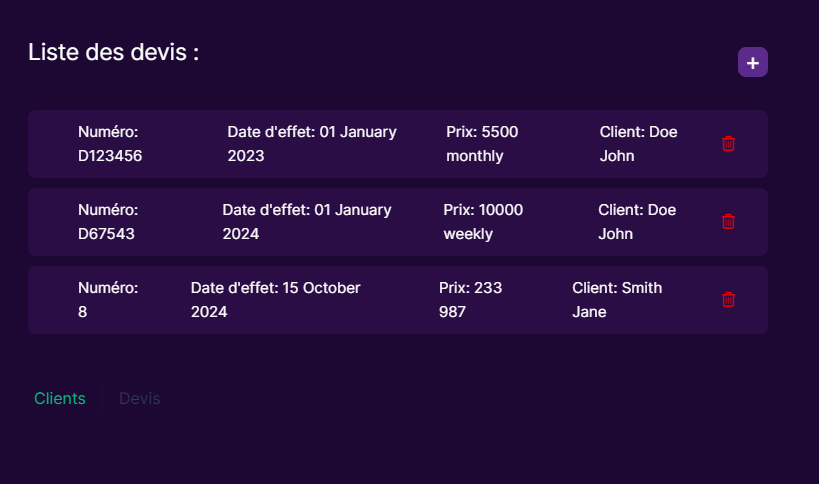 Liste des devis :
+
Numéro: Date d'effet: 01 January Prix: 5500 Client: Doe
D123456 2023 monthly John
Numéro: Date d'effet: 01 January Prix: 10000 Client: Doe
D67543 2024 weekly John
Numéro: Date d'effet: 15 October Prix: 233 Client: Smith
8 2024 987 Jane
Clients Devis